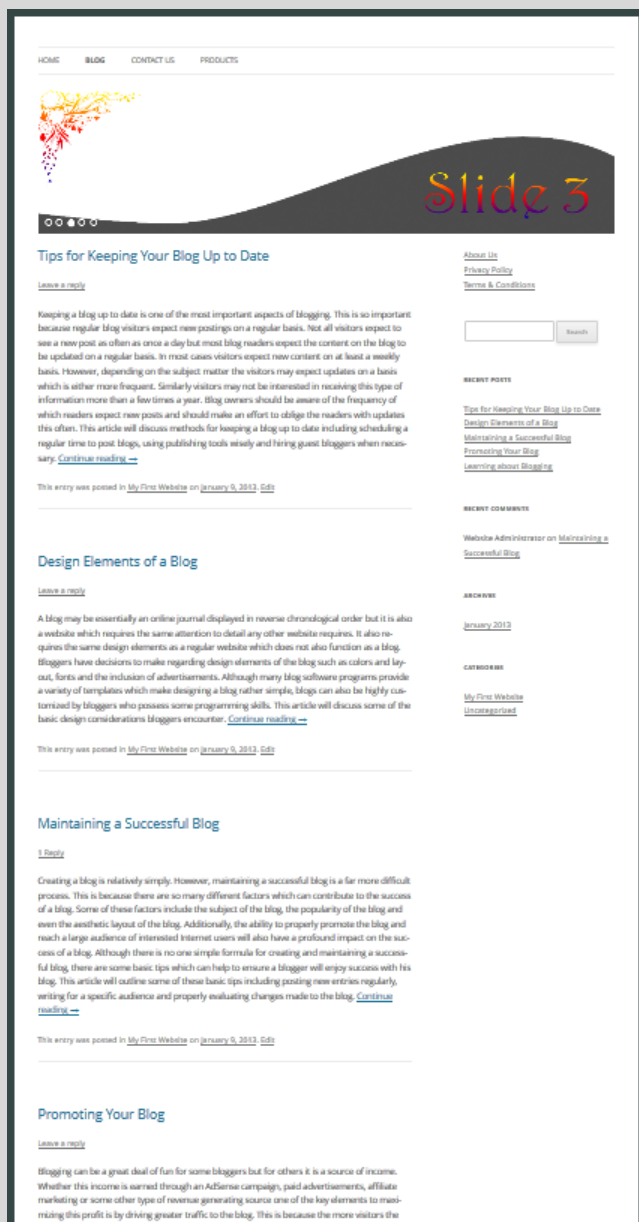 HOME BLOG CONTACT US PRODUCTS
Slide 3
Tips for Keeping Your Blog Up to Date
Leave a reply
Keeping a blog up to date is one of the most important aspects of blogging. This is so important
because regular blog visitors expect new postings on a regular basis. Not all visitors expect to
see a new post as often as once a day but most blog readers expect the content on the blog to
be updated on a regular basis. In most cases visitors expect new content on at least a weekly
basis. However, depending on the subject matter the visitors may expect updates on a basis
which is either more frequent. Similarly visitors may not be interested in receiving this type of
information more than a few times a year. Blog owners should be aware of the frequency of
which readers expect new posts and should make an effort to oblige the readers with updates
this often. This article will discuss methods for keeping a blog up to date including scheduling a
regular time to post blogs, using publishing tools wisely and hiring guest bloggers when neces-
sary. Continue reading →
This entry was posted in My First Website on January 9, 2013. Edit
Design Elements of a Blog
Leave a reply
A blog may be essentially an online journal displayed in reverse chronological order but it is also
a website which requires the same attention to detail any other website requires. It also re-
quires the same design elements as a regular website which does not also function as a blog.
Bloggers have decisions to make regarding design elements of the blog such as colors and lay-
out, fonts and the inclusion of advertisements. Although many blog software programs provide
a variety of templates which make designing a blog rather simple, blogs can also be highly cus-
tomized by bloggers who possess some programming skills. This article will discuss some of the
basic design considerations bloggers encounter. Continue reading →
This entry was posted in My First Website on January 9, 2013. Edit
Maintaining a Successful Blog
1 Reply
Creating a blog is relatively simply. However, maintaining a successful blog is a far more difficult
process. This is because there are so many different factors which can contribute to the success
of a blog. Some of these factors include the subject of the blog, the popularity of the blog and
even the aesthetic layout of the blog. Additionally, the ability to properly promote the blog and
reach a large audience of interested Internet users will also have a profound impact on the suc-
cess of a blog. Although there is no one simple formula for creating and maintaining a success-
ful blog, there are some basic tips which can help to ensure a blogger will enjoy success with his
blog. This article will outline some of these basic tips including posting new entries regularly,
writing for a specific audience and properly evaluating changes made to the blog. Continue
reading →
This entry was posted in My First Website on January 9, 2013. Edit
Promoting Your Blog
Leave a reply
Blogging can be a great deal of fun for some bloggers but for others it is a source of income.
Whether this income is earned through an AdSense campaign, paid advertisements, affiliate
marketing or some other type of revenue generating source one of the key elements to maxi-
mizing this profit is by driving greater traffic to the blog. This is because the more visitors the
About Us
Privacy Policy
Terms & Conditions
Search
RECENT POSTS
Tips for Keeping Your Blog Up to Date
Design Elements of a Blog
Maintaining a Successful Blog
Promoting Your Blog
Learning about Blogging
RECENT COMMENTS
Website Administrator on Maintaining a
Successful Blog
ARCHIVES
January 2013
CATEGORIES
My First Website
Uncategorized